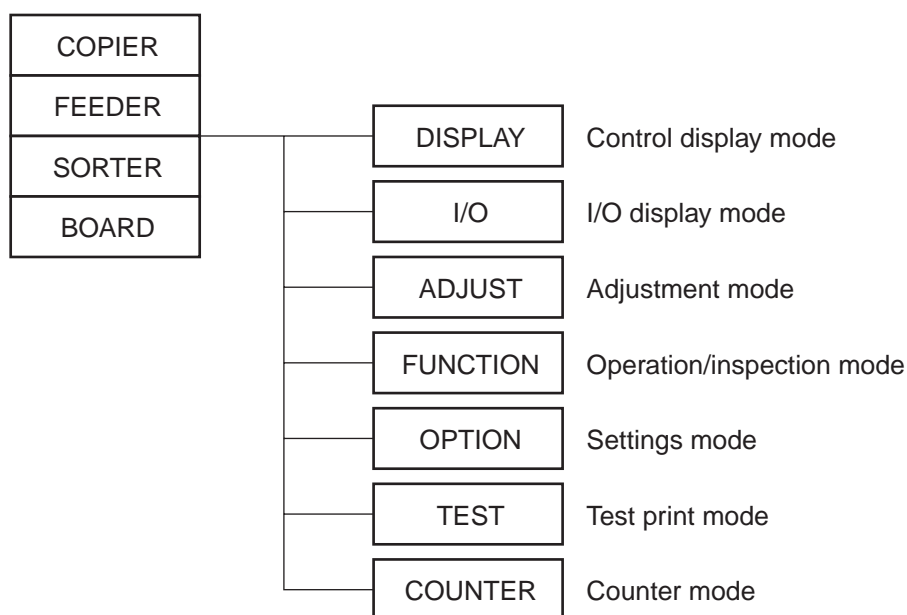 COPIER
FEEDER
SORTER
BOARD
DISPLAY Control display mode
I/O I/O display mode
ADJUST Adjustment mode
FUNCTION Operation/inspection mode
OPTION Settings mode
TEST Test print mode
COUNTER Counter mode